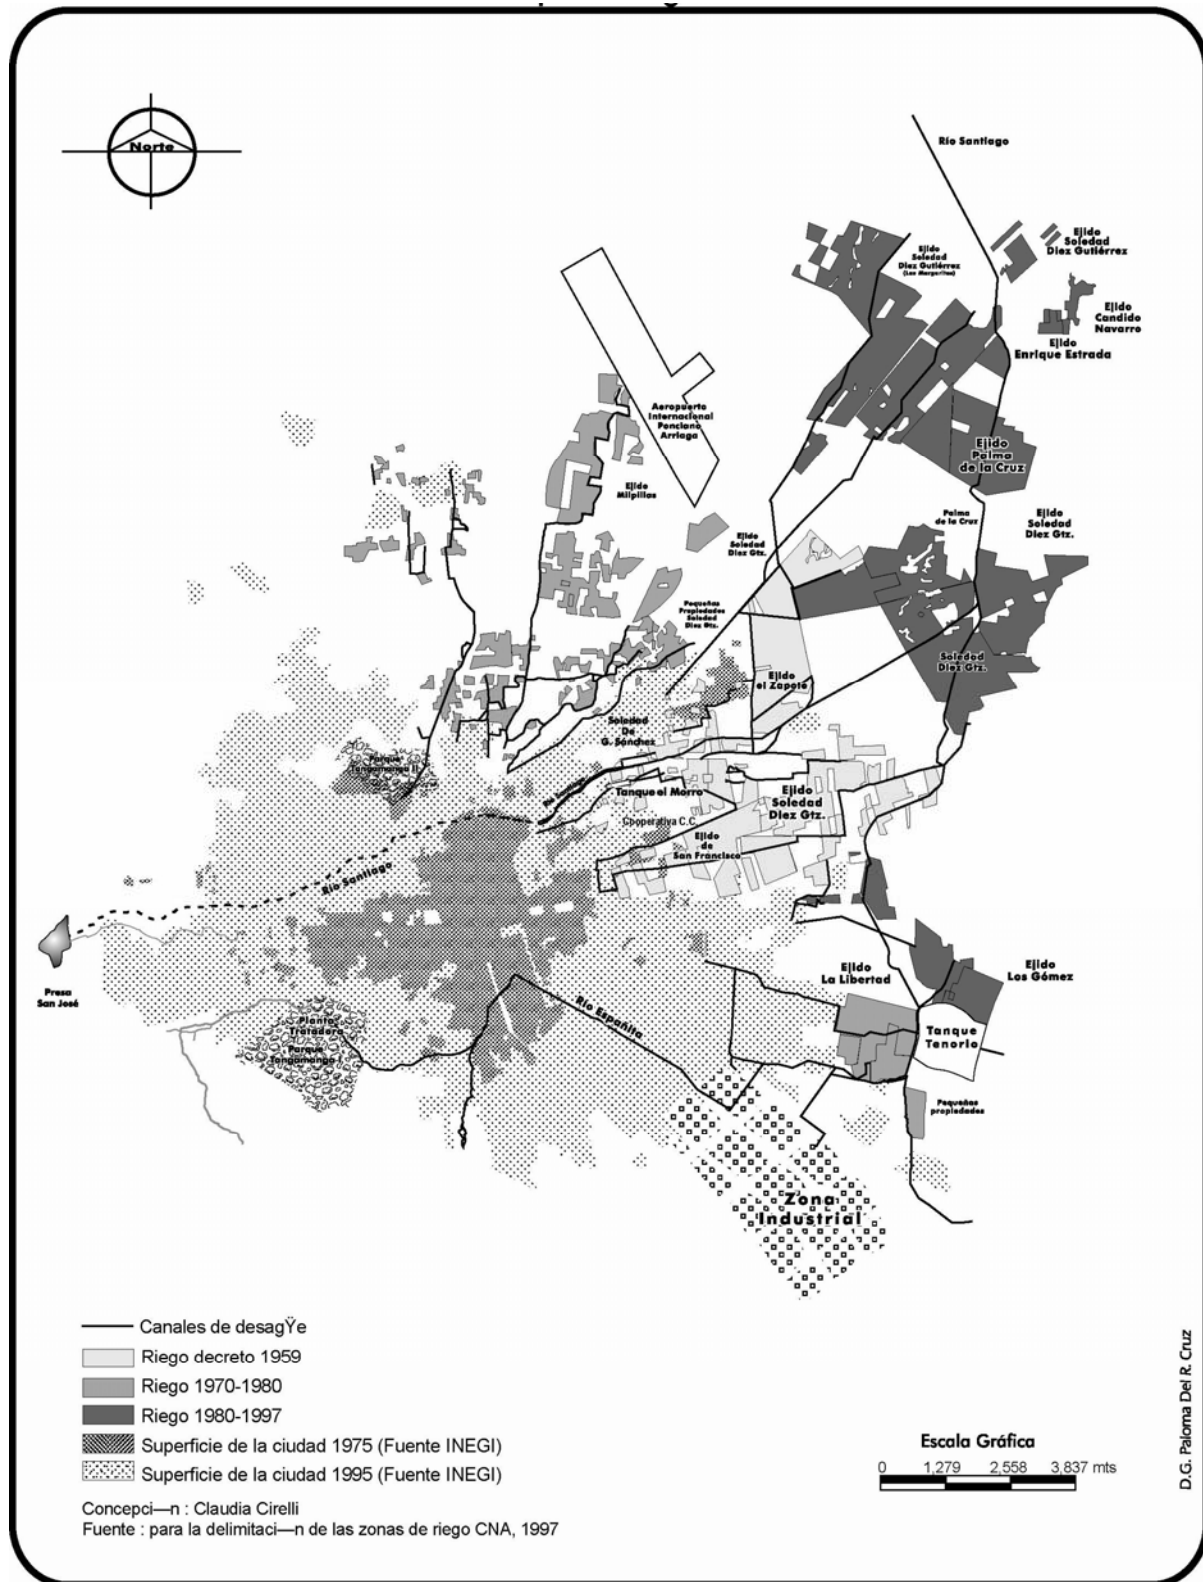 Norte
Río Santiago
Ejido
Soledad
Diez Gutiérrez
(Las Margaritas)
Ejido
Soledad
Diez Gutiérrez
Ejido
Candido
Navarro
Ejido
Enrique Estrada
Aeropuerto
Internacional
Ponciano
Arriaga
Ejido
Palma
de la Cruz
Ejido
Milpillas
Palma
de la Cruz
Ejido
Soledad
Diez Gtz.
Ejido
Soledad
Diez Gtz.
Pequeñas
Propiedades
Soledad
Diez Gtz.
Soledad
Diez Gtz.
Ejido
el Zapote
Soledad
De
G. Sánchez
Parque
Tangamanga II
Río Santiago
Tanque el Morro
Ejido
Soledad
Diez Gtz.
Cooperativa C.C.
Ejido
de
San Francisco
Río Santiago
Presa
San José
Ejido
La Libertad
Ejido
Los Gómez
Río Españita
Planta
Tratadora
Parque
Tangamanga I
Tanque
Tenorio
Pequeñas
propiedades
Zona
Industrial
Canales de desagŸe
Riego decreto 1959
Riego 1970-1980
Riego 1980-1997
Superficie de la ciudad 1975 (Fuente INEGI)
Superficie de la ciudad 1995 (Fuente INEGI)
Concepci—n : Claudia Cirelli
Fuente : para la delimitaci—n de las zonas de riego CNA, 1997
Escala Gráfica
0 1,279 2,558 3,837 mts
D.G. Paloma Del R. Cruz